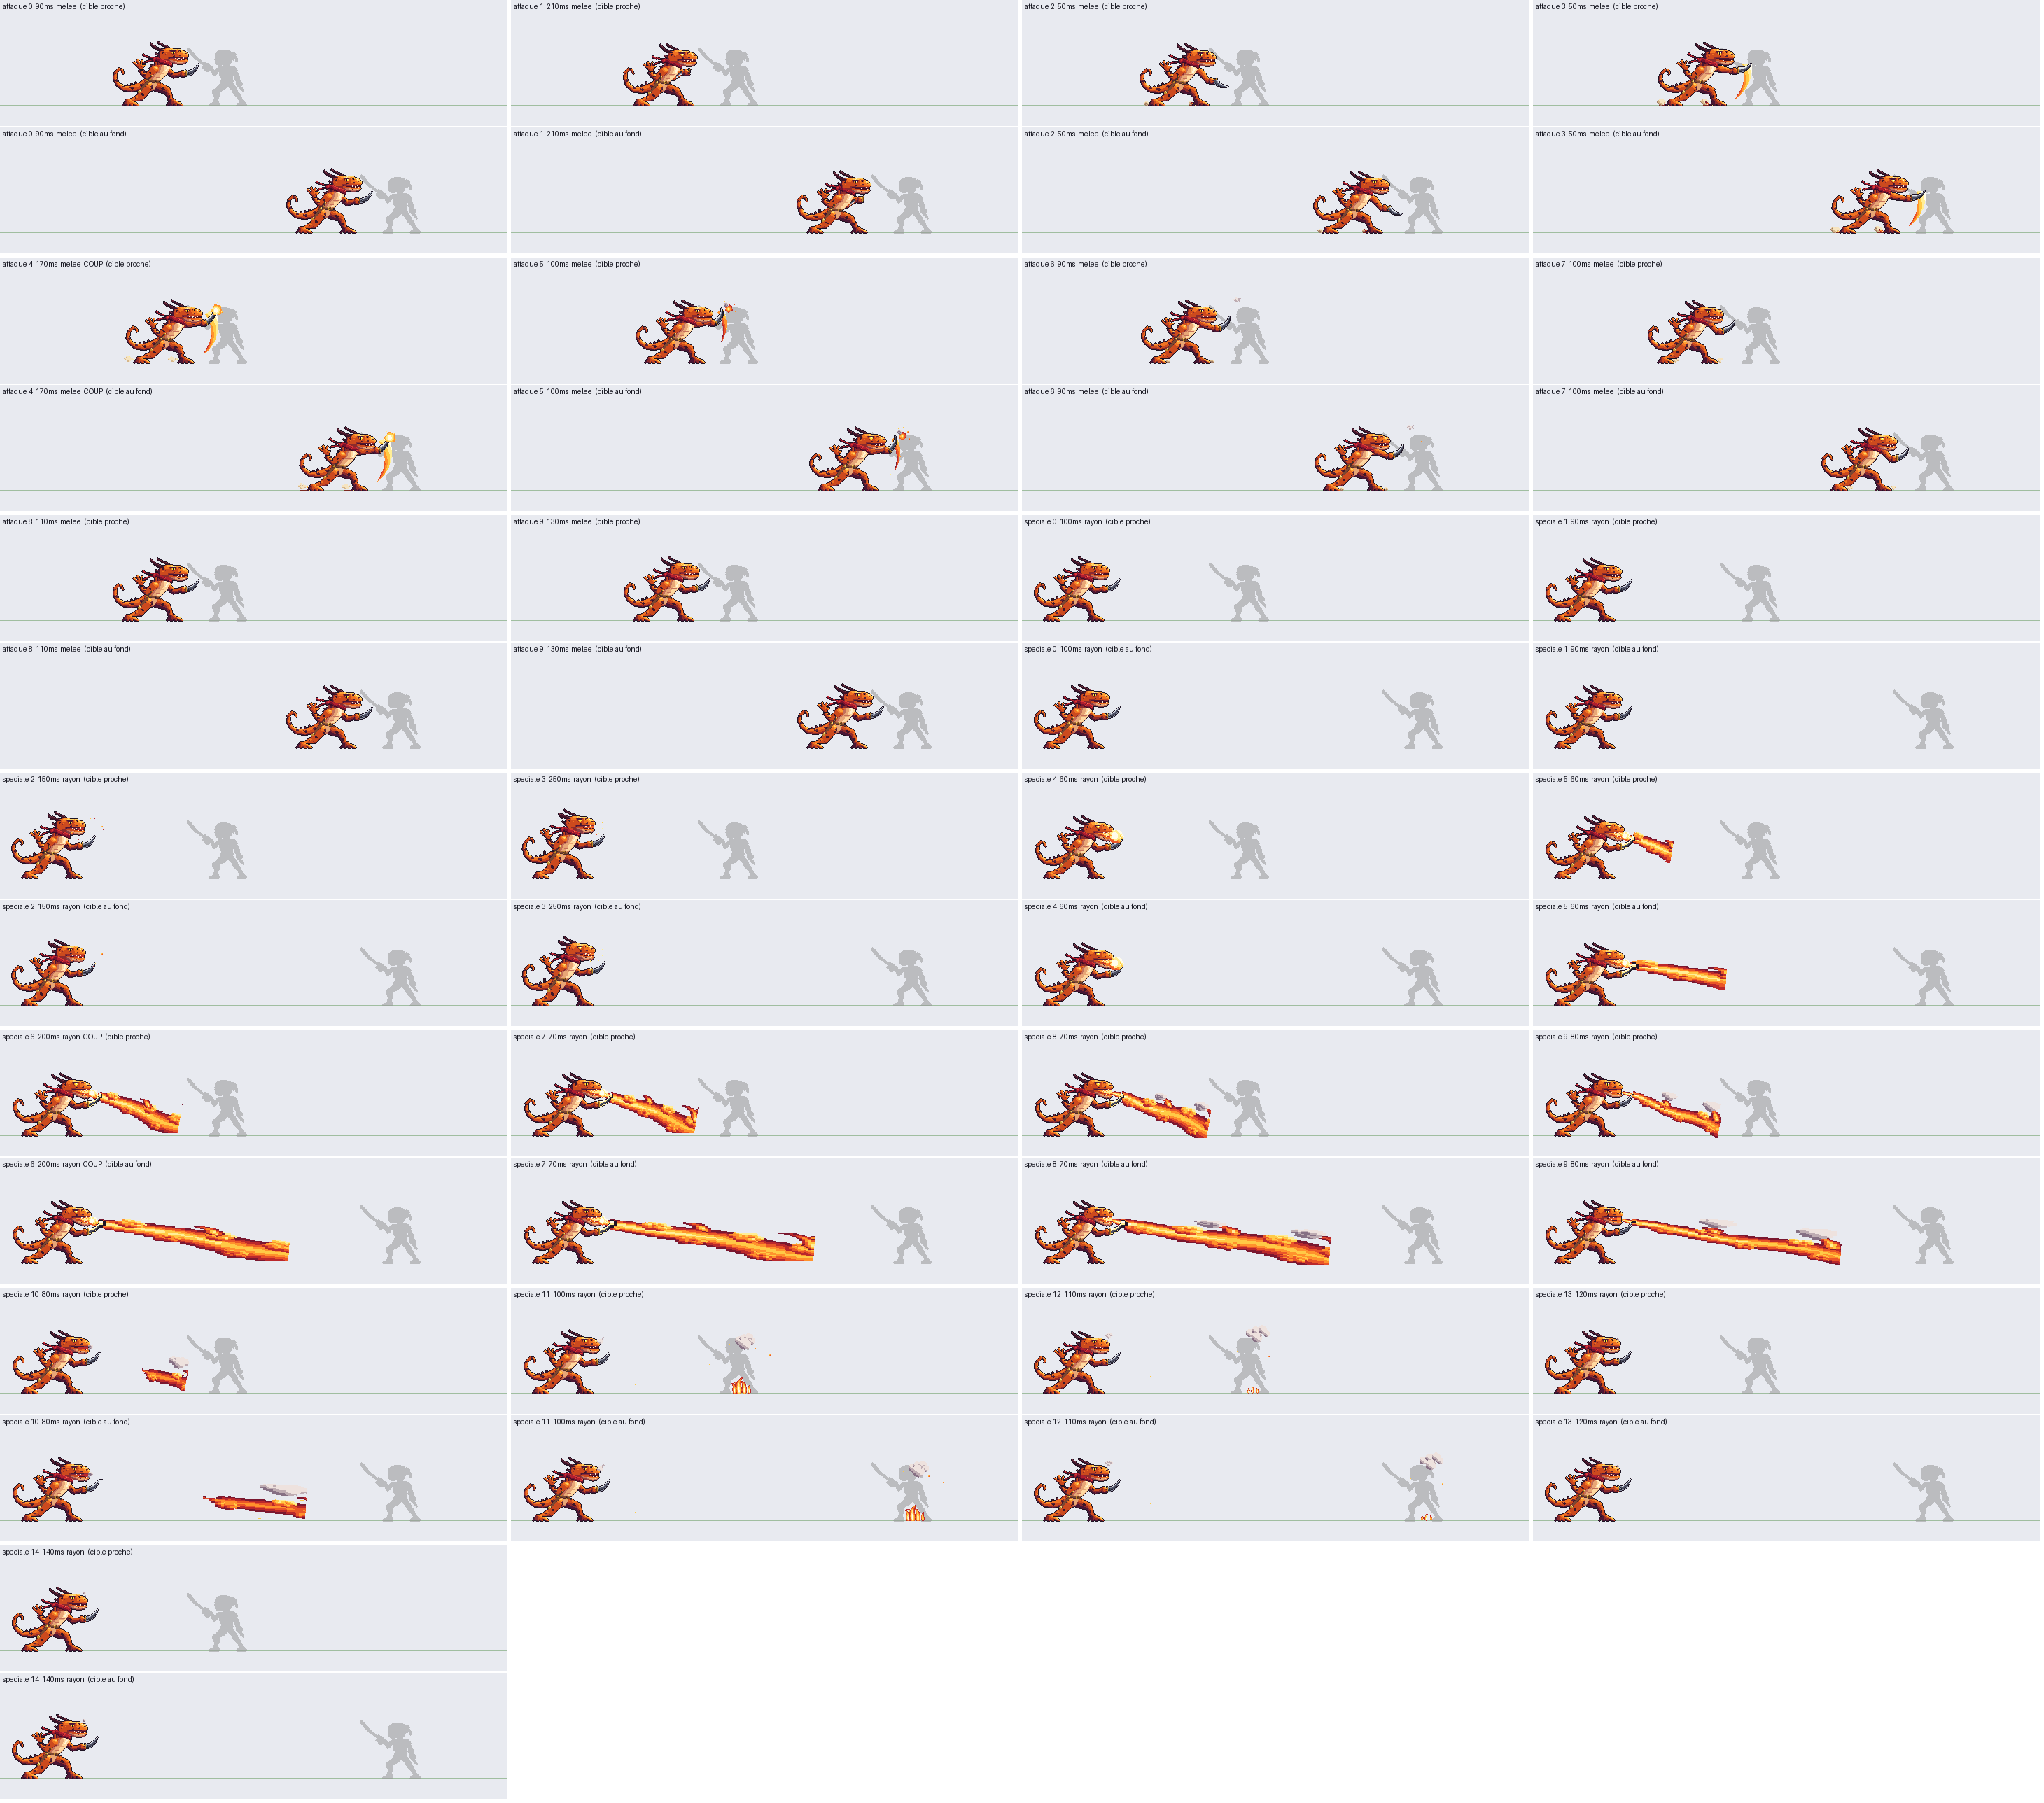 attaque 0 90ms melee (cible proche)
attaque 1 210ms melee (cible proche)
attaque 2 50ms melee (cible proche)
attaque 3 50ms melee (cible proche)
attaque 0 90ms melee (cible au fond)
attaque 1 210ms melee (cible au fond)
attaque 2 50ms melee (cible au fond)
attaque 3 50ms melee (cible au fond)
attaque 4 170ms melee COUP (cible proche)
attaque 5 100ms melee (cible proche)
attaque 6 90ms melee (cible proche)
attaque 7 100ms melee (cible proche)
attaque 4 170ms melee COUP (cible au fond)
attaque 5 100ms melee (cible au fond)
attaque 6 90ms melee (cible au fond)
attaque 7 100ms melee (cible au fond)
attaque 8 110ms melee (cible proche)
attaque 9 130ms melee (cible proche)
speciale 0 100ms rayon (cible proche)
speciale 1 90ms rayon (cible proche)
attaque 8 110ms melee (cible au fond)
attaque 9 130ms melee (cible au fond)
speciale 0 100ms rayon (cible au fond)
speciale 1 90ms rayon (cible au fond)
speciale 2 150ms rayon (cible proche)
speciale 3 250ms rayon (cible proche)
speciale 4 60ms rayon (cible proche)
speciale 5 60ms rayon (cible proche)
speciale 2 150ms rayon (cible au fond)
speciale 3 250ms rayon (cible au fond)
speciale 4 60ms rayon (cible au fond)
speciale 5 60ms rayon (cible au fond)
speciale 6 200ms rayon COUP (cible proche)
speciale 7 70ms rayon (cible proche)
speciale 8 70ms rayon (cible proche)
speciale 9 80ms rayon (cible proche)
speciale 6 200ms rayon COUP (cible au fond)
speciale 7 70ms rayon (cible au fond)
speciale 8 70ms rayon (cible au fond)
speciale 9 80ms rayon (cible au fond)
speciale 10 80ms rayon (cible proche)
speciale 11 100ms rayon (cible proche)
speciale 12 110ms rayon (cible proche)
speciale 13 120ms rayon (cible proche)
speciale 10 80ms rayon (cible au fond)
speciale 11 100ms rayon (cible au fond)
speciale 12 110ms rayon (cible au fond)
speciale 13 120ms rayon (cible au fond)
speciale 14 140ms rayon (cible proche)
speciale 14 140ms rayon (cible au fond)